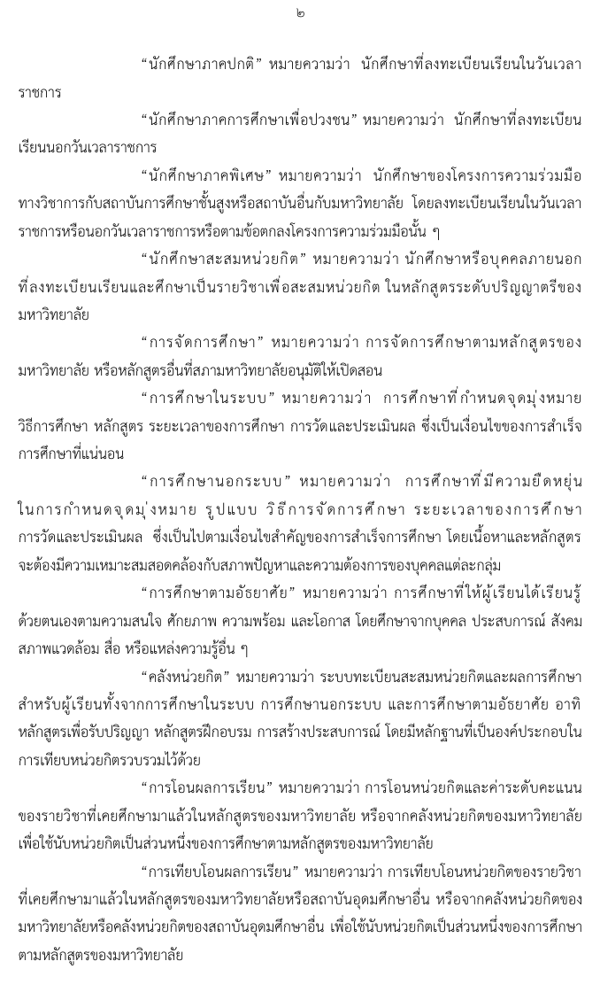 ๒
“นักศึกษาภาคปกติ” หมายความว่า นักศึกษาที่ลงทะเบียนเรียนในวันเวลา
ราชการ
“นักศึกษาภาคการศึกษาเพื่อปวงชน” หมายความว่า นักศึกษาที่ลงทะเบียน
เรียนนอกวันเวลาราชการ
“นักศึกษาภาคพิเศษ” หมายความว่า นักศึกษาของโครงการความร่วมมือ
ทางวิชาการกับสถาบันการศึกษาชั้นสูงหรือสถาบันอื่นกับมหาวิทยาลัย โดยลงทะเบียนเรียนในวันเวลา
ราชการหรือนอกวันเวลาราชการหรือตามข้อตกลงโครงการความร่วมมือนั้น ๆ
“นักศึกษาสะสมหน่วยกิต” หมายความว่า นักศึกษาหรือบุคคลภายนอก
ที่ลงทะเบียนเรียนและศึกษาเป็นรายวิชาเพื่อสะสมหน่วยกิต ในหลักสูตรระดับปริญญาตรีของ
มหาวิทยาลัย
“การจัดการศึกษา” หมายความว่า การจัดการศึกษาตามหลักสูตรของ
มหาวิทยาลัย หรือหลักสูตรอื่นที่สภามหาวิทยาลัยอนุมัติให้เปิดสอน
“การศึกษาในระบบ” หมายความว่า การศึกษาที่กำหนดจุดมุ่งหมาย
วิธีการศึกษา หลักสูตร ระยะเวลาของการศึกษา การวัดและประเมินผล ซึ่งเป็นเงื่อนไขของการสำเร็จ
การศึกษาที่แน่นอน
“การศึกษานอกระบบ” หมายความว่า การศึกษาที่มีความยืดหยุ่น
ในการกำหนดจุดมุ่งหมาย รูปแบบ วิธีการจัดการศึกษา ระยะเวลาของการศึกษา
การวัดและประเมินผล ซึ่งเป็นไปตามเงื่อนไขสำคัญของการสำเร็จการศึกษา โดยเนื้อหาและหลักสูตร
จะต้องมีความเหมาะสมสอดคล้องกับสภาพปัญหาและความต้องการของบุคคลแต่ละกลุ่ม
“การศึกษาตามอัธยาศัย” หมายความว่า การศึกษาที่ให้ผู้เรียนได้เรียนรู้
ด้วยตนเองตามความสนใจ ศักยภาพ ความพร้อม และโอกาส โดยศึกษาจากบุคคล ประสบการณ์ สังคม
สภาพแวดล้อม สื่อ หรือแหล่งความรู้อื่น ๆ
“คลังหน่วยกิต” หมายความว่า ระบบทะเบียนสะสมหน่วยกิตและผลการศึกษา
สำหรับผู้เรียนทั้งจากการศึกษาในระบบ การศึกษานอกระบบ และการศึกษาตามอัธยาศัย อาทิ
หลักสูตรเพื่อรับปริญญา หลักสูตรฝึกอบรม การสร้างประสบการณ์ โดยมีหลักฐานที่เป็นองค์ประกอบใน
การเทียบหน่วยกิตรวบรวมไว้ด้วย
“การโอนผลการเรียน” หมายความว่า การโอนหน่วยกิตและค่าระดับคะแนน
ของรายวิชาที่เคยศึกษามาแล้วในหลักสูตรของมหาวิทยาลัย หรือจากคลังหน่วยกิตของมหาวิทยาลัย
เพื่อใช้นับหน่วยกิตเป็นส่วนหนึ่งของการศึกษาตามหลักสูตรของมหาวิทยาลัย
“การเทียบโอนผลการเรียน” หมายความว่า การเทียบโอนหน่วยกิตของรายวิชา
ที่เคยศึกษามาแล้วในหลักสูตรของมหาวิทยาลัยหรือสถาบันอุดมศึกษาอื่น หรือจากคลังหน่วยกิตของ
มหาวิทยาลัยหรือคลังหน่วยกิตของสถาบันอุดมศึกษาอื่น เพื่อใช้นับหน่วยกิตเป็นส่วนหนึ่งของการศึกษา
ตามหลักสูตรของมหาวิทยาลัย